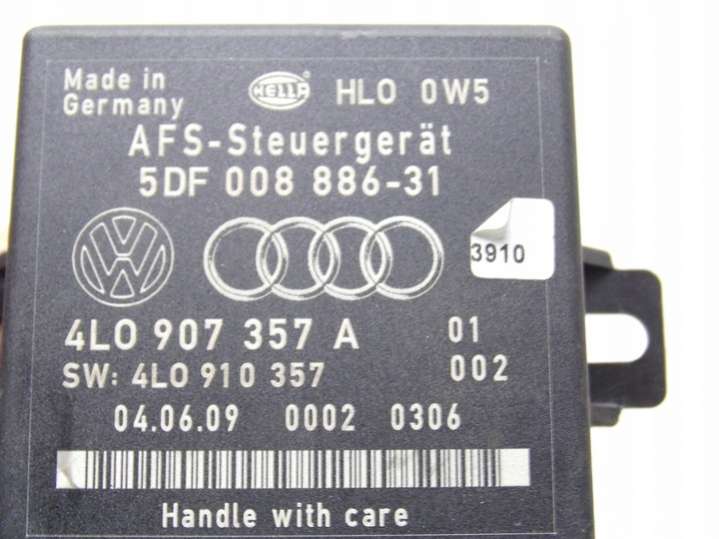 Made in
Germany
HELLA
HLO 0W5
AFS-Steuergerät
5DF 008 886-31
VW
3910
4L0 907 357 A 01
SW: 4L0 910 357 002
04.06.09 0002 0306
Handle with care